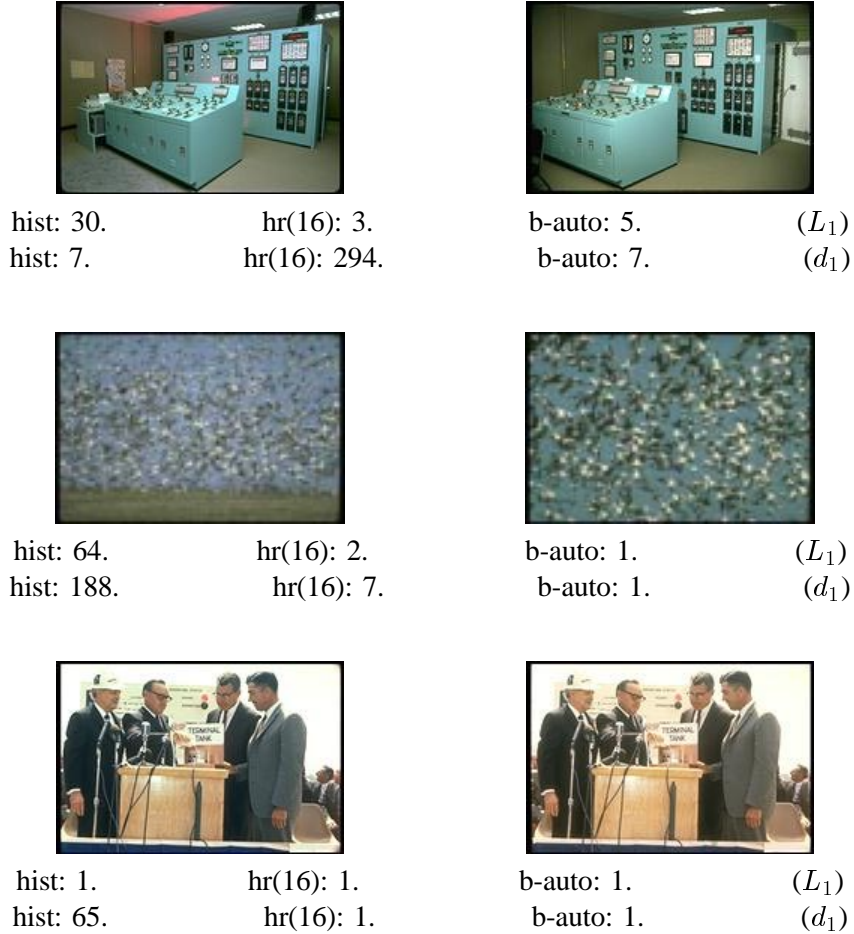 hist: 30. hr(16): 3. b-auto: 5. (L₁)
hist: 7. hr(16): 294. b-auto: 7. (d₁)
hist: 64. hr(16): 2. b-auto: 1. (L₁)
hist: 188. hr(16): 7. b-auto: 1. (d₁)
TERMINAL
TANK
TERMINAL
TANK
hist: 1. hr(16): 1. b-auto: 1. (L₁)
hist: 65. hr(16): 1. b-auto: 1. (d₁)